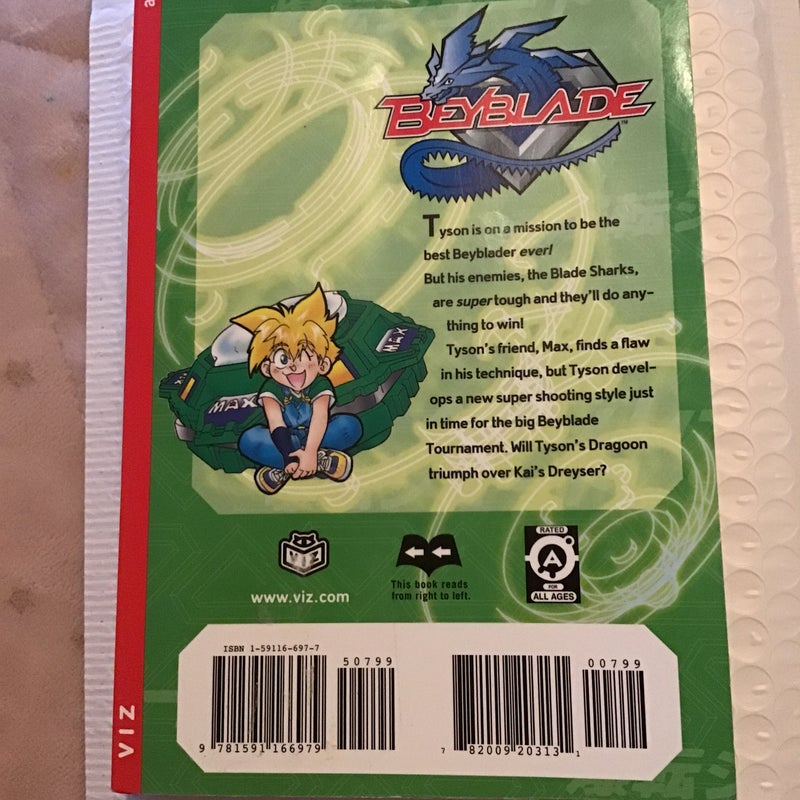 BEYBLADE
TM
Tyson is on a mission to be the
best Beyblader ever!
But his enemies, the Blade Sharks,
are super tough and they'll do any-
thing to win!
Tyson's friend, Max, finds a flaw
in his technique, but Tyson devel-
ops a new super shooting style just
in time for the big Beyblade
Tournament. Will Tyson's Dragoon
triumph over Kai's Dreyser?
MAX
MAX
VIZ
www.viz.com
This book reads
from right to left.
RATED
A
FOR
ALL AGES
ISBN 1-59116-697-7
50799
9 781591 166979
00799
7 82009 20313 1
VIZ